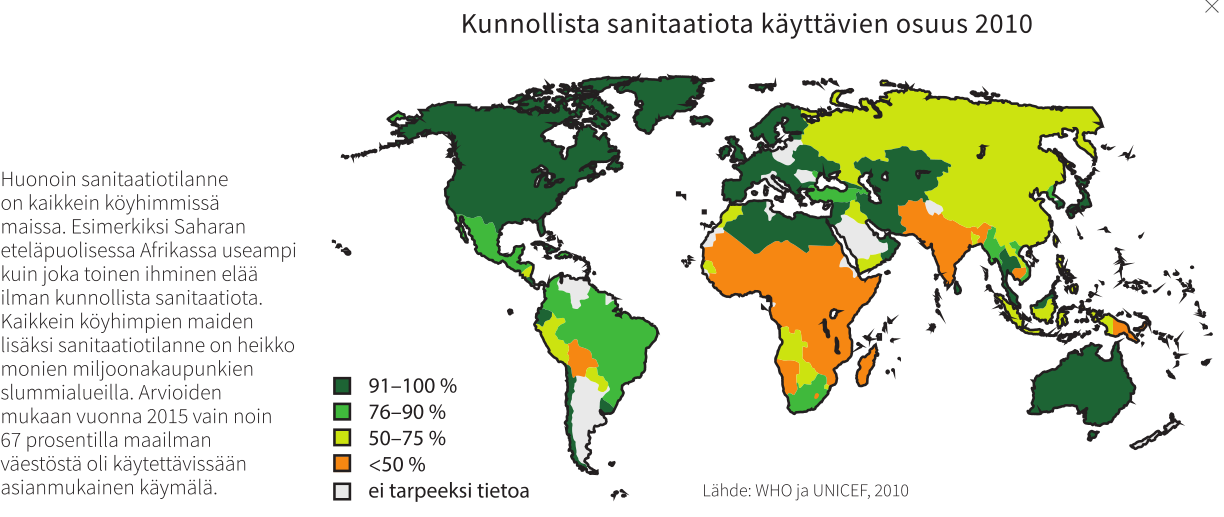 Kunnollista sanitaatiota käyttävien osuus 2010
Huonoin sanitaatiotilanne
on kaikkein köyhimmissä
maissa. Esimerkiksi Saharan
eteläpuolisessa Afrikassa useampi
kuin joka toinen ihminen elää
ilman kunnollista sanitaatiota.
Kaikkein köyhimpien maiden
lisäksi sanitaatiotilanne on heikko
monien miljoonakaupunkien
slummialueilla. Arvioiden
mukaan vuonna 2015 vain noin
67 prosentilla maailman
väestöstä oli käytettävissään
asianmukainen käymälä.
91–100 %
76–90 %
50–75 %
<50 %
ei tarpeeksi tietoa
Lähde: WHO ja UNICEF, 2010